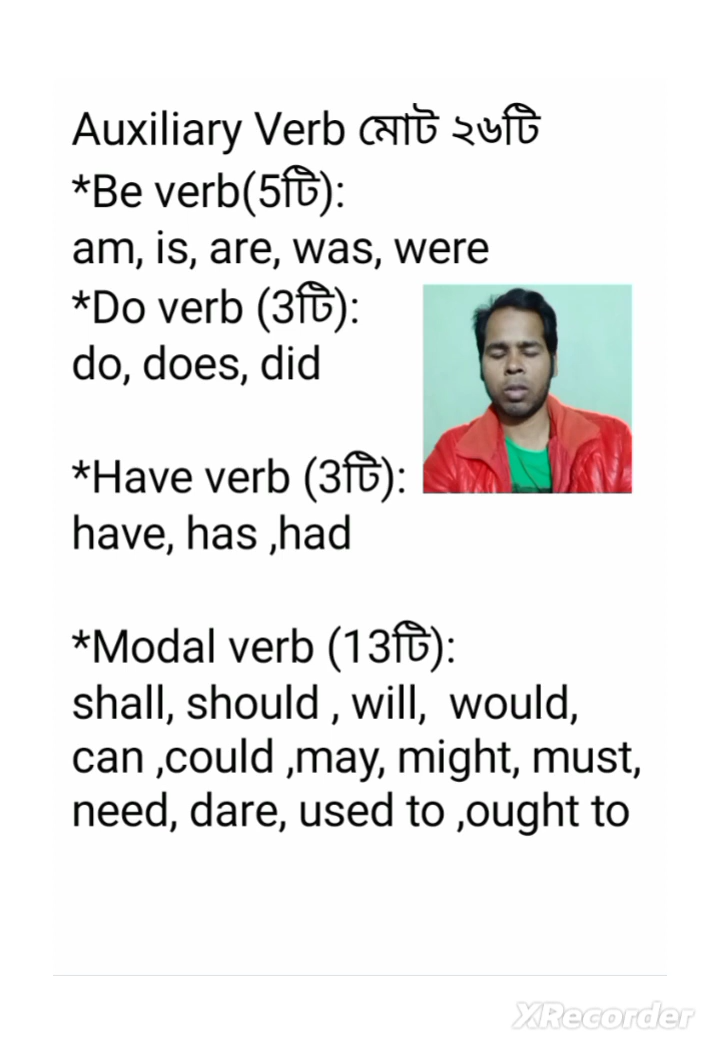 Auxiliary Verb মোট ২৬টি
*Be verb(5টি):
am, is, are, was, were
*Do verb (3টি):
do, does, did
*Have verb (3টি):
have, has ,had
*Modal verb (13টি):
shall, should , will,  would,
can ,could ,may, might, must,
need, dare, used to ,ought to
XRecorder